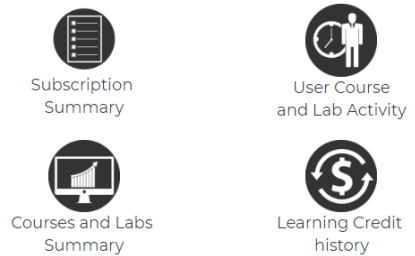 Subscription
Summary
User Course
and Lab Activity
Courses and Labs
Summary
Learning Credit
history